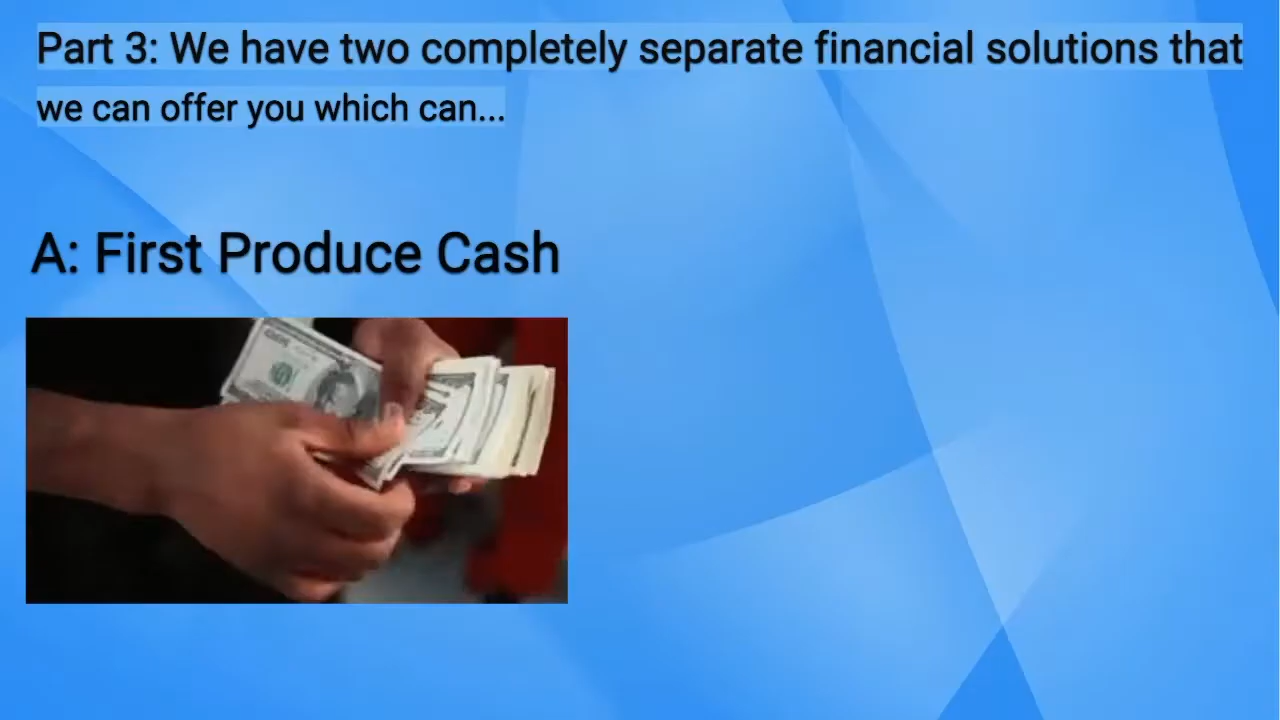 Part 3: We have two completely separate financial solutions that
we can offer you which can...
A: First Produce Cash